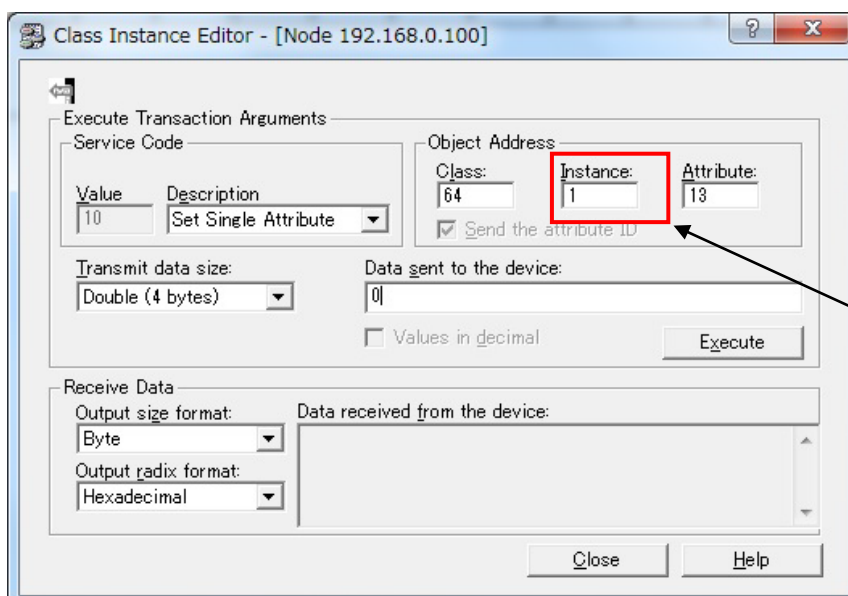 Class Instance Editor - [Node 192.168.0.100]
Execute Transaction Arguments
Service Code
Object Address
Value
Description
Class:
Instance:
Attribute:
10
Set Single Attribute
64
1
13
Send the attribute ID
Transmit data size:
Data sent to the device:
Double (4 bytes)
0
Values in decimal
Execute
Receive Data
Output size format:
Data received from the device:
Byte
Output radix format:
Hexadecimal
Close
Help